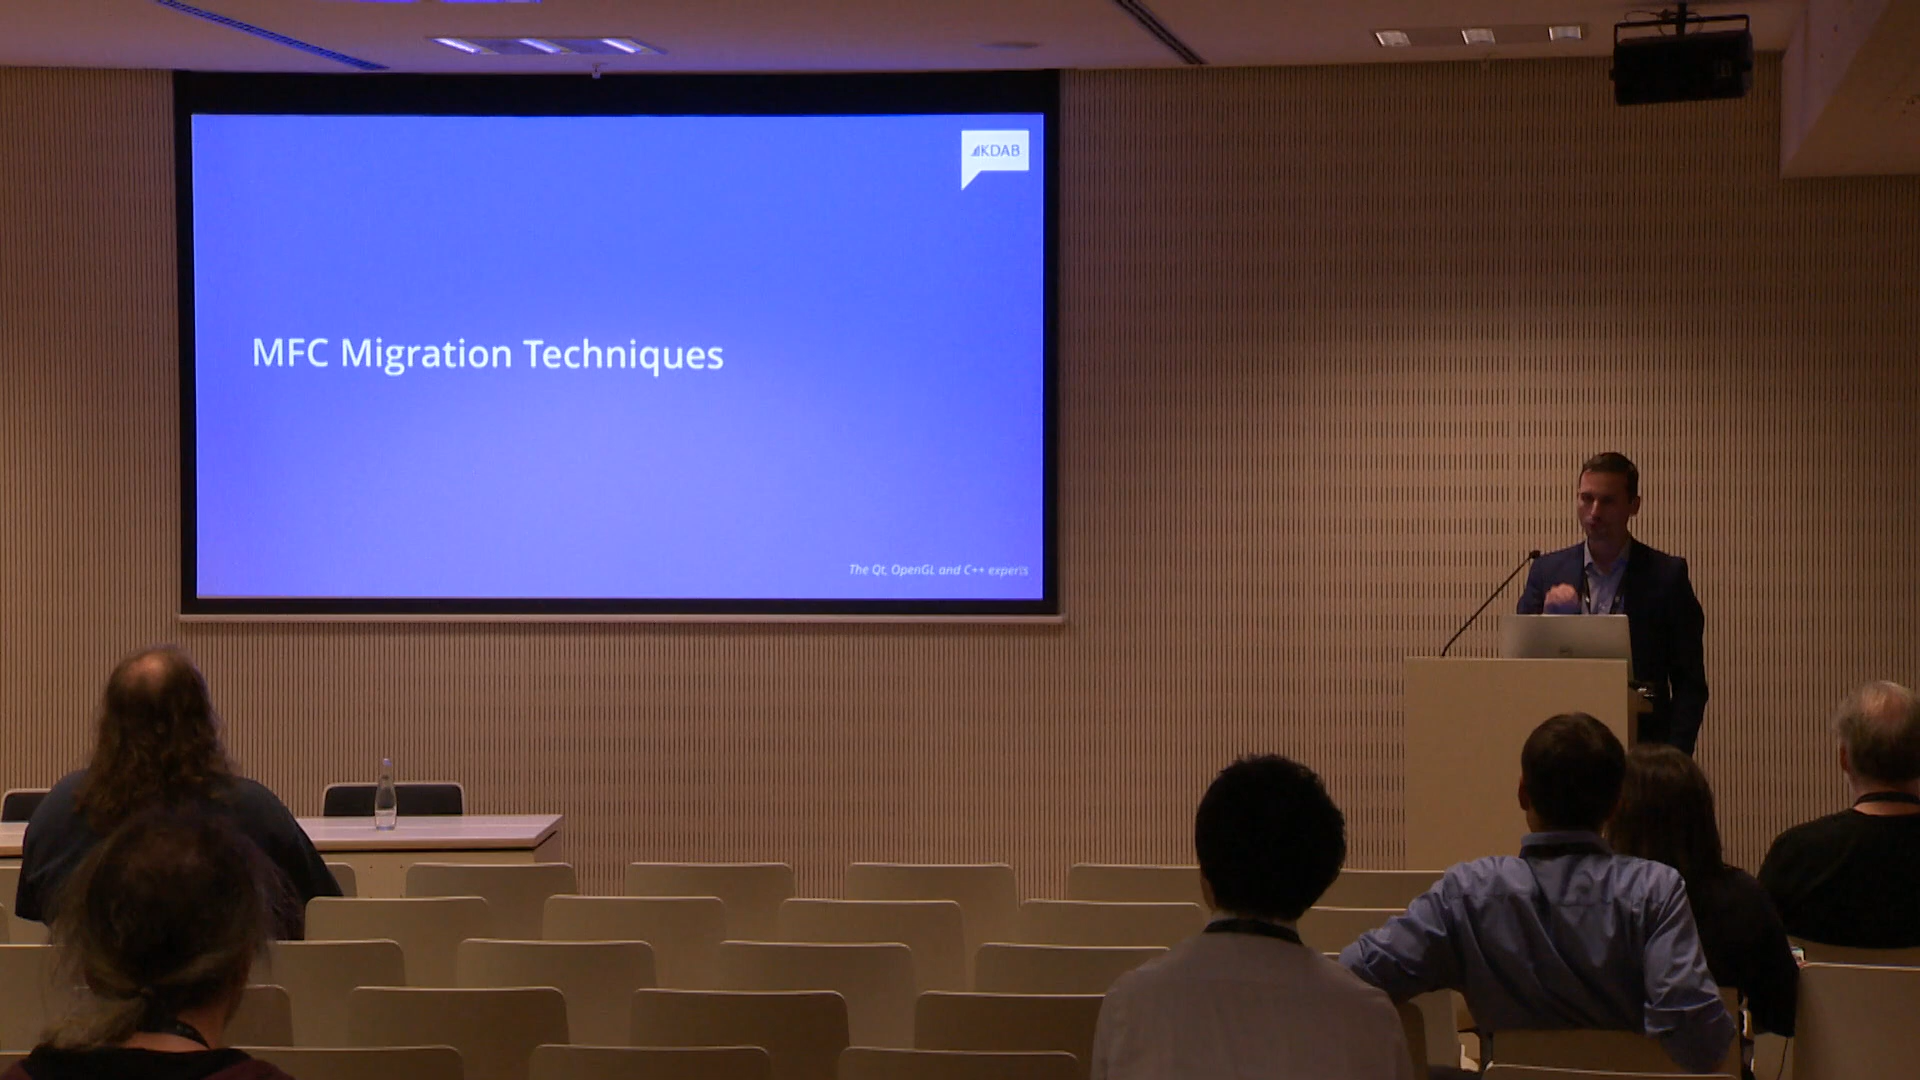 KDAB
MFC Migration Techniques
The Qt, OpenGL and C++ experts